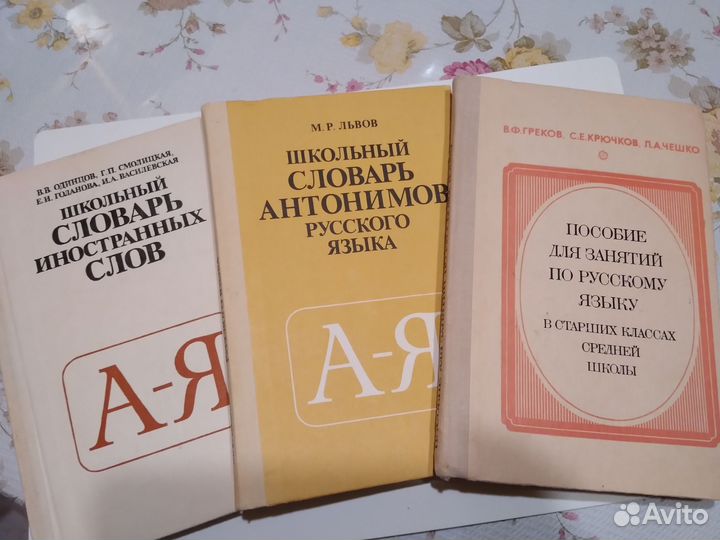 В.В. ОДИНЦОВ, Г.П. СМОЛИЦКАЯ,
Е.И. ГОЛАНОВА, И.А. ВАСИЛЕВСКАЯ
ШКОЛЬНЫЙ
СЛОВАРЬ
ИНОСТРАННЫХ
СЛОВ
А-Я
М.Р. ЛЬВОВ
ШКОЛЬНЫЙ
СЛОВАРЬ
АНТОНИМОВ
РУССКОГО
ЯЗЫКА
А-Я
В.Ф.ГРЕКОВ, С.Е.КРЮЧКОВ, Л.А.ЧЕШКО
ПОСОБИЕ
ДЛЯ ЗАНЯТИЙ
ПО РУССКОМУ
ЯЗЫКУ
В СТАРШИХ КЛАССАХ
СРЕДНЕЙ
ШКОЛЫ
Avito